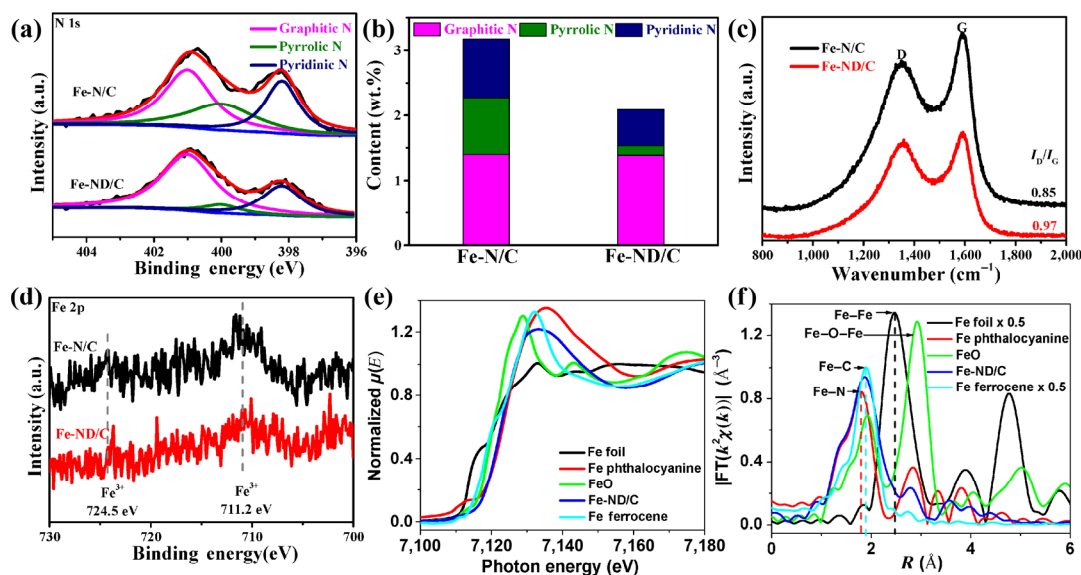 (a)
N 1s
Graphitic N
Pyrrolic N
Pyridinic N
Fe-N/C
Fe-ND/C
Intensity (a.u.)
404 402 400 398 396
Binding energy (eV)
(b)
Graphitic N Pyrrolic N Pyridinic N
Content (wt.%)
3
2
1
0
Fe-N/C Fe-ND/C
(c)
Fe-N/C
Fe-ND/C
D
G
I_D/I_G
0.85
0.97
Intensity (a.u.)
800 1,000 1,200 1,400 1,600 1,800 2,000
Wavenumber (cm⁻¹)
(d)
Fe 2p
Fe-N/C
Fe-ND/C
Fe³⁺
724.5 eV
Fe³⁺
711.2 eV
Intensity (a.u.)
730 720 710 700
Binding energy(eV)
(e)
Normalized μ(E)
1.2
0.8
0.4
0.0
Fe foil
Fe phthalocyanine
FeO
Fe-ND/C
Fe ferrocene
7,100 7,120 7,140 7,160 7,180
Photon energy (eV)
(f)
|FT(k²χ(k))| (Å⁻³)
1.2
0.8
0.4
0.0
Fe–Fe
Fe–O–Fe
Fe–C
Fe–N
Fe foil x 0.5
Fe phthalocyanine
FeO
Fe-ND/C
Fe ferrocene x 0.5
0 2 4 6
R (Å)